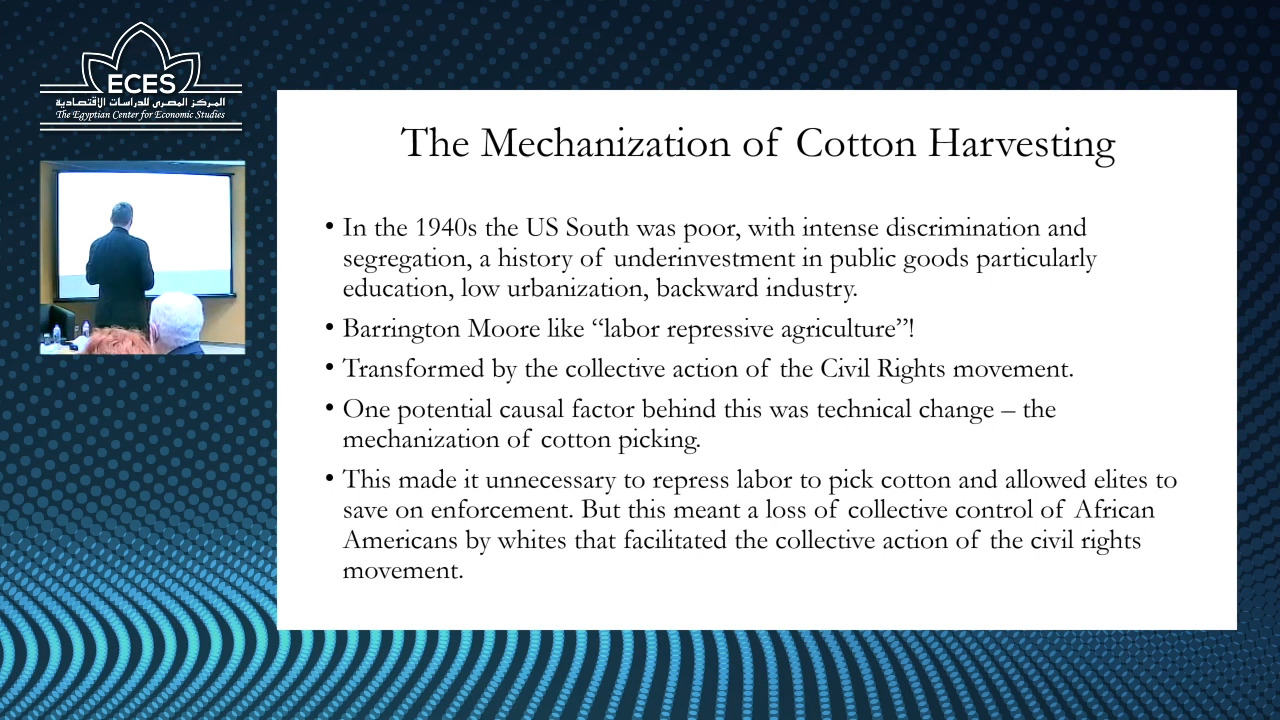 ECES
المركز المصرى للدراسات الاقتصادية
The Egyptian Center for Economic Studies
The Mechanization of Cotton Harvesting
• In the 1940s the US South was poor, with intense discrimination and
segregation, a history of underinvestment in public goods particularly
education, low urbanization, backward industry.
• Barrington Moore like “labor repressive agriculture”!
• Transformed by the collective action of the Civil Rights movement.
• One potential causal factor behind this was technical change – the
mechanization of cotton picking.
• This made it unnecessary to repress labor to pick cotton and allowed elites to
save on enforcement. But this meant a loss of collective control of African
Americans by whites that facilitated the collective action of the civil rights
movement.